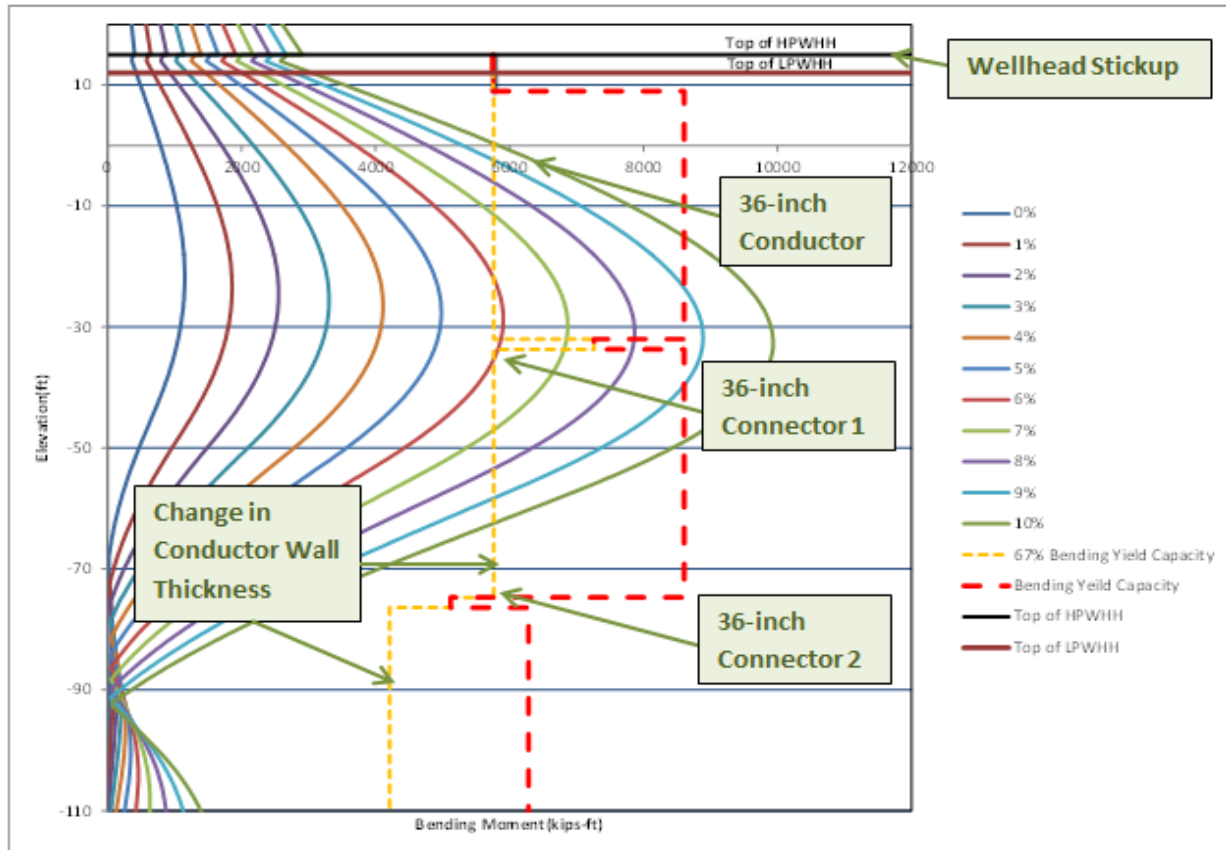 Top of HPWHH
Top of LPWHH
Wellhead Stickup
10
0
2000
4000
6000
8000
10000
12000
-10
-30
-50
-70
-90
-110
Elevation(ft)
Bending Moment(kips-ft)
36-inch
Conductor
36-inch
Connector 1
Change in
Conductor Wall
Thickness
36-inch
Connector 2
0%
1%
2%
3%
4%
5%
6%
7%
8%
9%
10%
67% Bending Yield Capacity
Bending Yeild Capacity
Top of HPWHH
Top of LPWHH